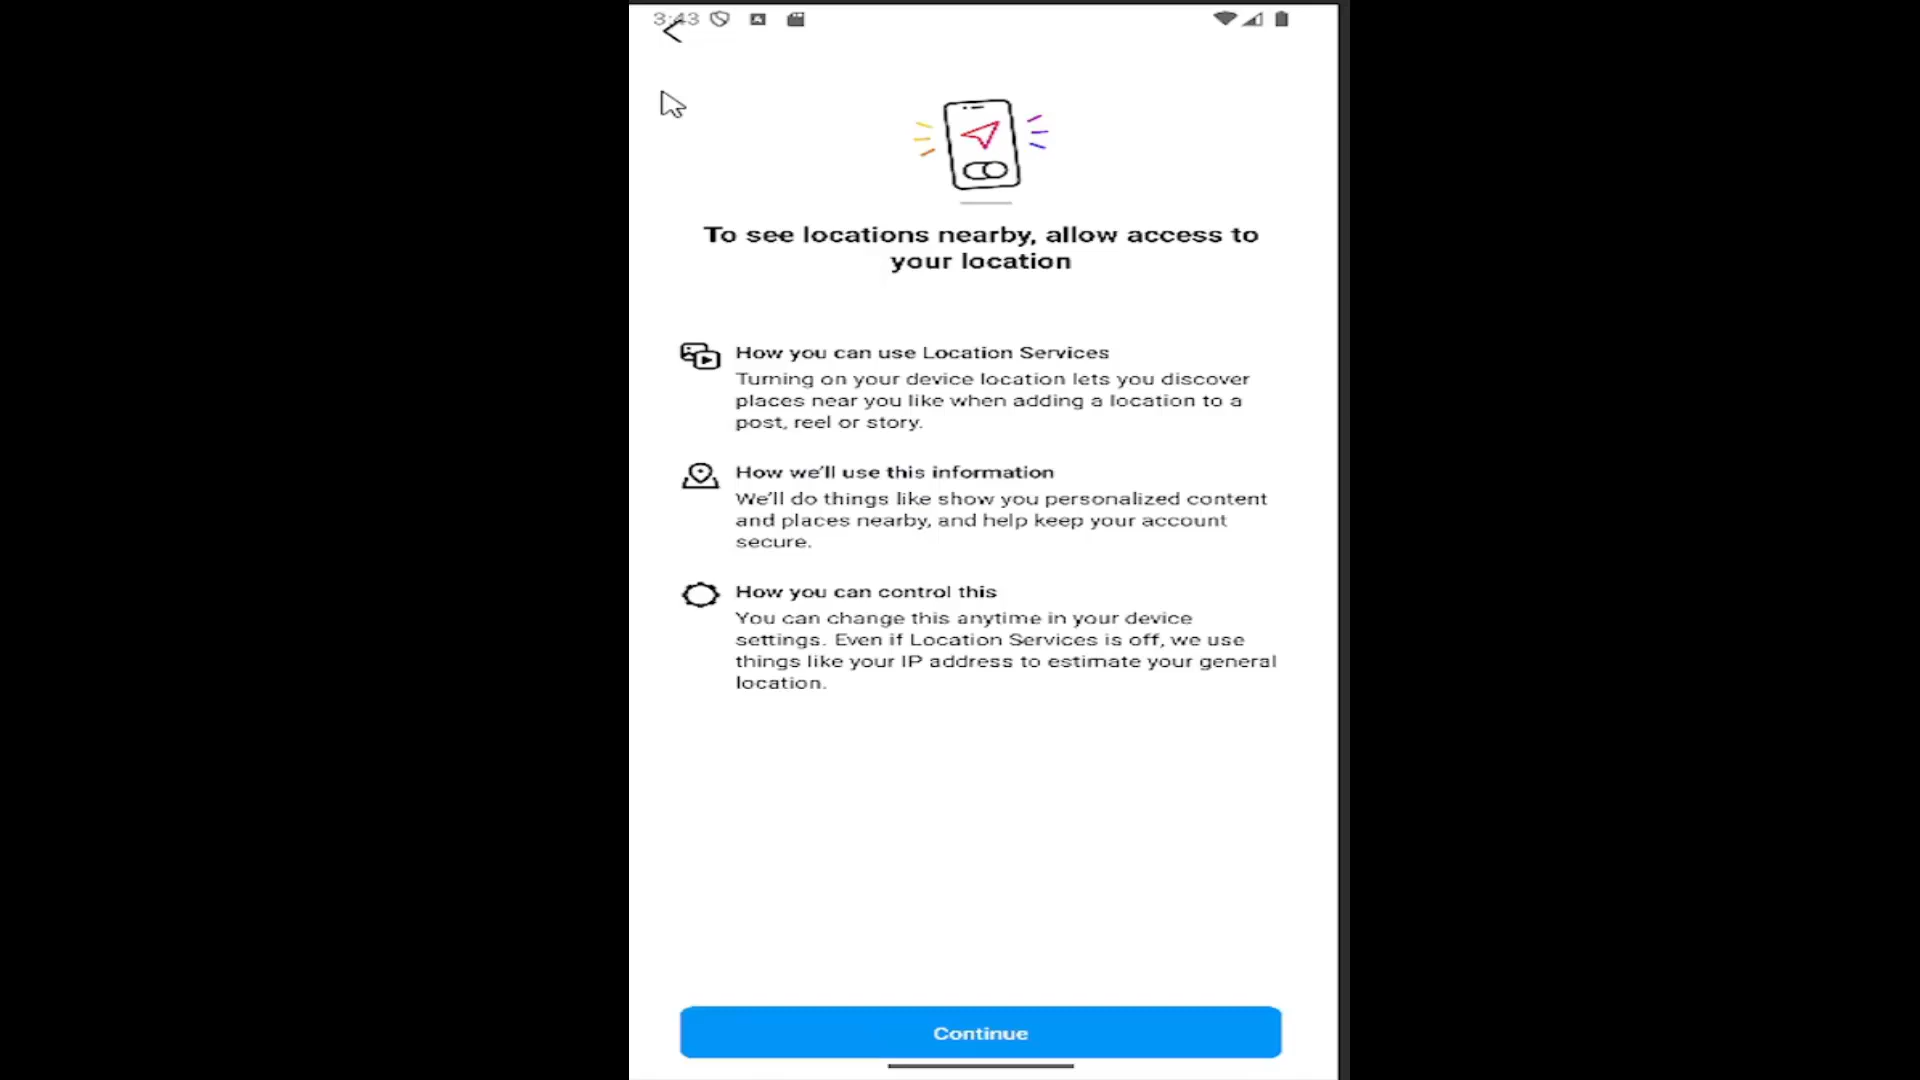 3:43
To see locations nearby, allow access to
your location
How you can use Location Services
Turning on your device location lets you discover
places near you like when adding a location to a
post, reel or story.
How we'll use this information
We'll do things like show you personalized content
and places nearby, and help keep your account
secure.
How you can control this
You can change this anytime in your device
settings. Even if Location Services is off, we use
things like your IP address to estimate your general
location.
Continue